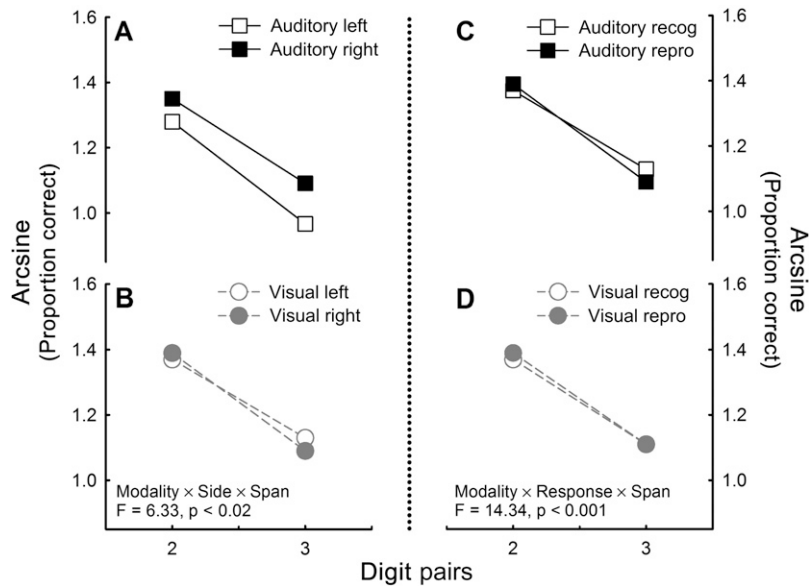 A
Auditory left
Auditory right
1.6
1.4
1.2
1.0
C
Auditory recog
Auditory repro
1.6
1.4
1.2
1.0
Arcsine
(Proportion correct)
Arcsine
(Proportion correct)
B
Visual left
Visual right
1.6
1.4
1.2
1.0
Modality × Side × Span
F = 6.33, p < 0.02
D
Visual recog
Visual repro
1.6
1.4
1.2
1.0
Modality × Response × Span
F = 14.34, p < 0.001
2
3
2
3
Digit pairs